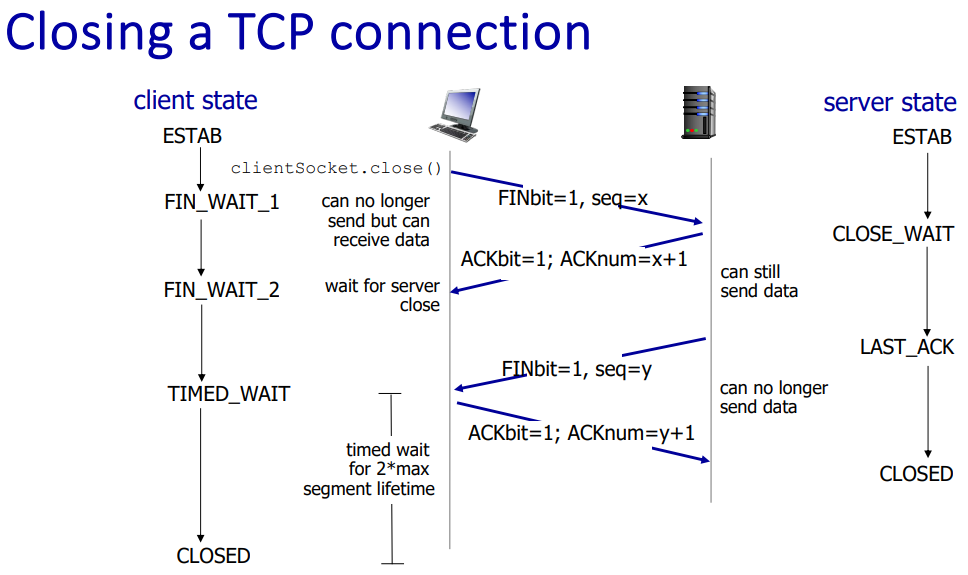 Closing a TCP connection
client state
server state
ESTAB
ESTAB
clientSocket.close()
FIN_WAIT_1
can no longer
send but can
receive data
FINbit=1, seq=x
CLOSE_WAIT
ACKbit=1; ACKnum=x+1
can still
send data
FIN_WAIT_2
wait for server
close
LAST_ACK
FINbit=1, seq=y
TIMED_WAIT
can no longer
send data
ACKbit=1; ACKnum=y+1
timed wait
for 2*max
segment lifetime
CLOSED
CLOSED